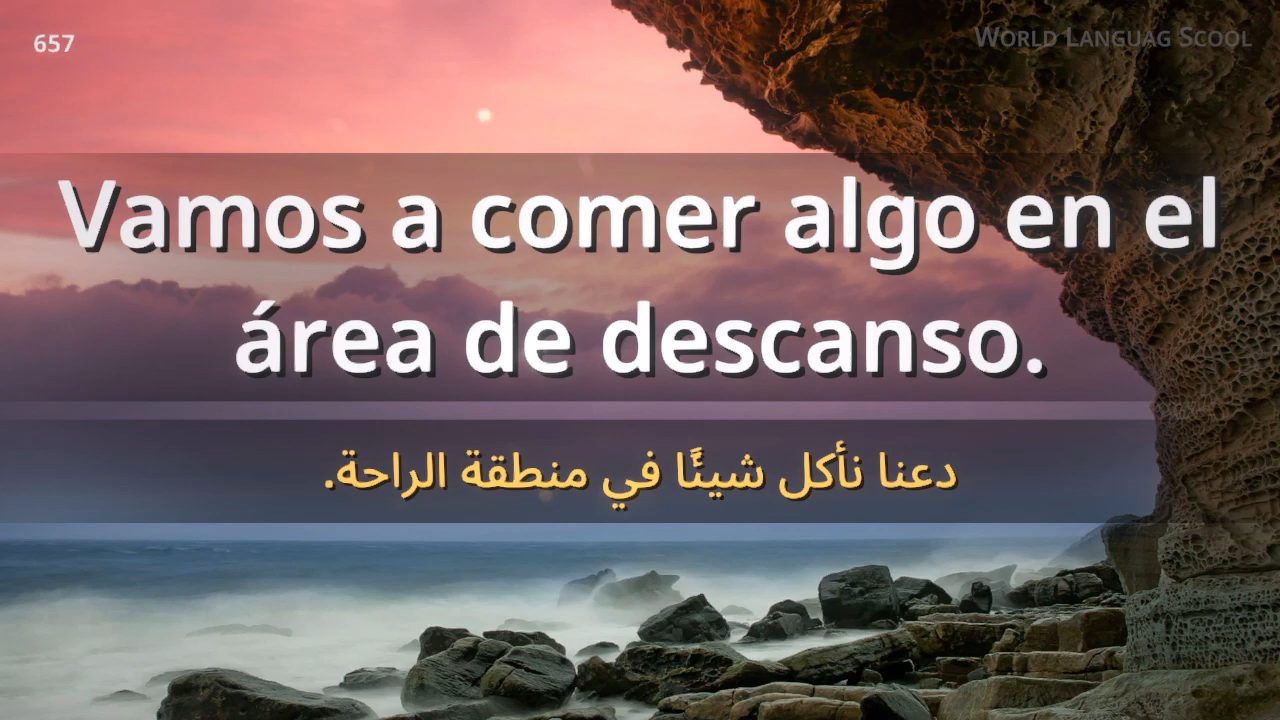 657
WORLD LANGUAG SCOOL
Vamos a comer algo en el
área de descanso.
دعنا نأكل شيئًا في منطقة الراحة.